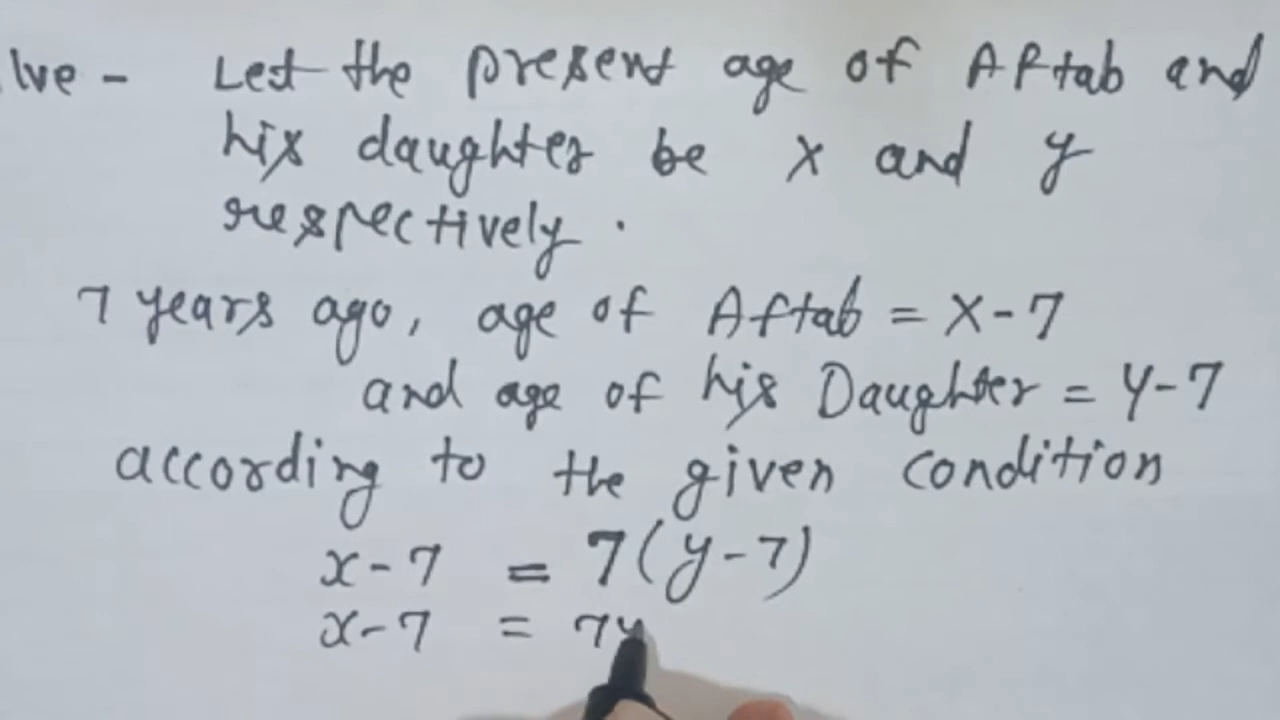 lve - Let the present age of Aftab and
his daughter be x and y
respectively.
7 years ago, age of Aftab = x-7
and age of his Daughter = y-7
according to the given condition
x-7 = 7(y-7)
x-7 = 7y